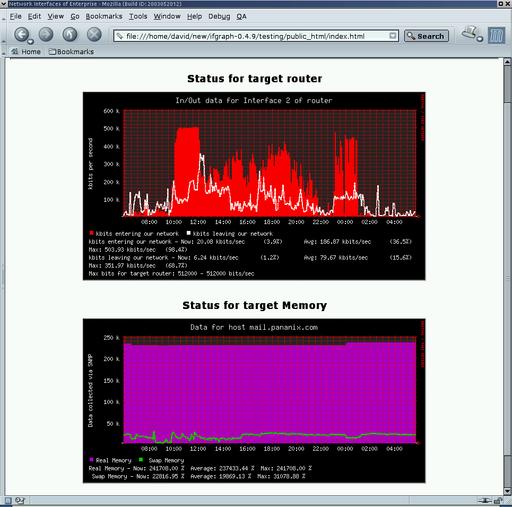 Network Interfaces of Enterprise - Mozilla {Build ID: 2003052012}
File Edit View Go Bookmarks Tools Window Help Debug QA
file:///home/david/new/ifgraph-0.4.9/testing/public_html/index.html
Search
Home Bookmarks
Status for target router
In/Out data for Interface 2 of router
kbits per second
600 k
500 k
400 k
300 k
200 k
100 k
0
08:00 10:00 12:00 14:00 16:00 18:00 20:00 22:00 00:00 02:00 04:00
kbits entering our network kbits leaving our network
kbits entering our network - Now: 20.08 kbits/sec (3.9%) Avg: 186.87 kbits/sec (36.5%)
Max: 503.93 kbits/sec (98.4%)
kbits leaving our network - Now: 6.24 kbits/sec (1.2%) Avg: 79.67 kbits/sec (15.6%)
Max: 351.97 kbits/sec (68.7%)
Max bits for target router: 512000 - 512000 bits/sec
Status for target Memory
Data for host mail.pananix.com
Data collected via SNMP
250 k
200 k
150 k
100 k
50 k
0
08:00 10:00 12:00 14:00 16:00 18:00 20:00 22:00 00:00 02:00 04:00
Real Memory Swap Memory
Real Memory - Now: 241708.00 % Average: 237433.44 % Max: 241708.00 %
Swap Memory - Now: 22816.95 % Average: 19869.13 % Max: 31078.88 %